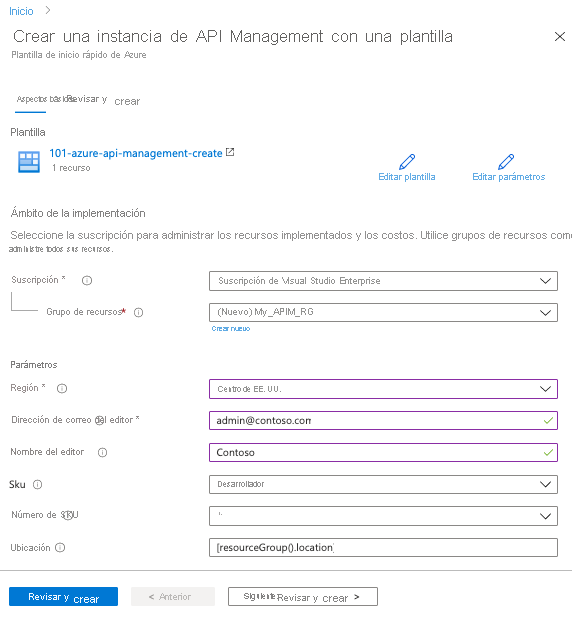 Inicio >
Crear una instancia de API Management con una plantilla
Plantilla de inicio rápido de Azure
Aspectos básicos Revisar y crear
Plantilla
101-azure-api-management-create
1 recurso
Editar plantilla Editar parámetros
Ámbito de la implementación
Seleccione la suscripción para administrar los recursos implementados y los costos. Utilice grupos de recursos como
administre todos sus recursos.
Suscripción * Suscripción de Visual Studio Enterprise
Grupo de recursos* (Nuevo) My_APIM_RG
Crear nuevo
Parámetros
Región * Centro de EE. UU.
Dirección de correo del editor * admin@contoso.com
Nombre del editor Contoso
Sku Desarrollador
Número de SKU
Ubicación [resourceGroup().location]
Revisar y crear < Anterior Siguiente: Revisar y crear >